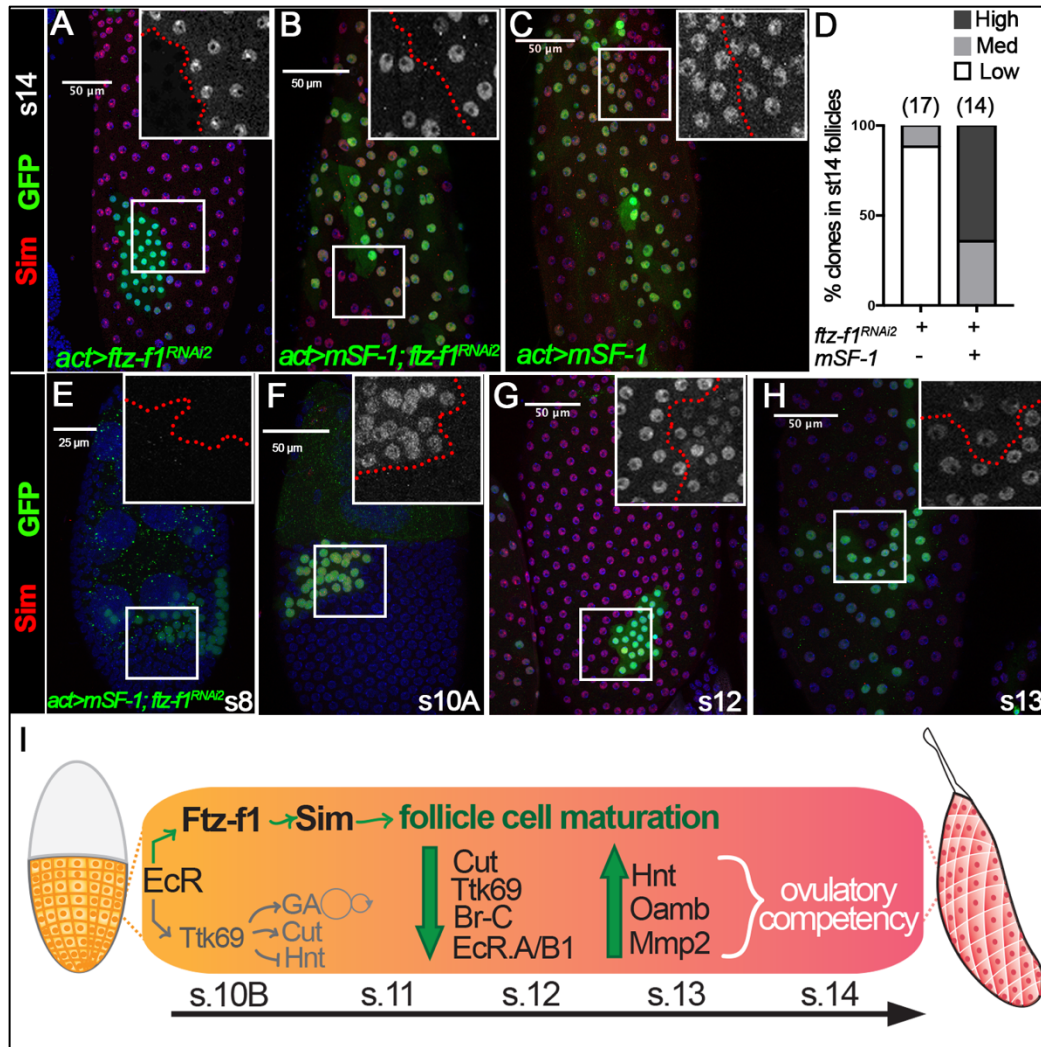 A
B
C
D
50 µm
50 µm
50 µm
s14
GFP
Sim
act>ftz-f1RNAi2
act>mSF-1; ftz-f1RNAi2
act>mSF-1
High
Med
Low
(17) (14)
100
50
0
% clones in st14 follicles
ftz-f1RNAi2 + +
mSF-1 - +
E
F
G
H
25 µm
50 µm
50 µm
50 µm
GFP
Sim
act>mSF-1; ftz-f1RNAi2 s8
s10A
s12
s13
I
Ftz-f1 Sim follicle cell maturation
EcR
Ttk69
GA
Cut
Hnt
Cut
Ttk69
Br-C
EcR.A/B1
Hnt
Oamb
Mmp2
ovulatory
competency
s.10B s.11 s.12 s.13 s.14